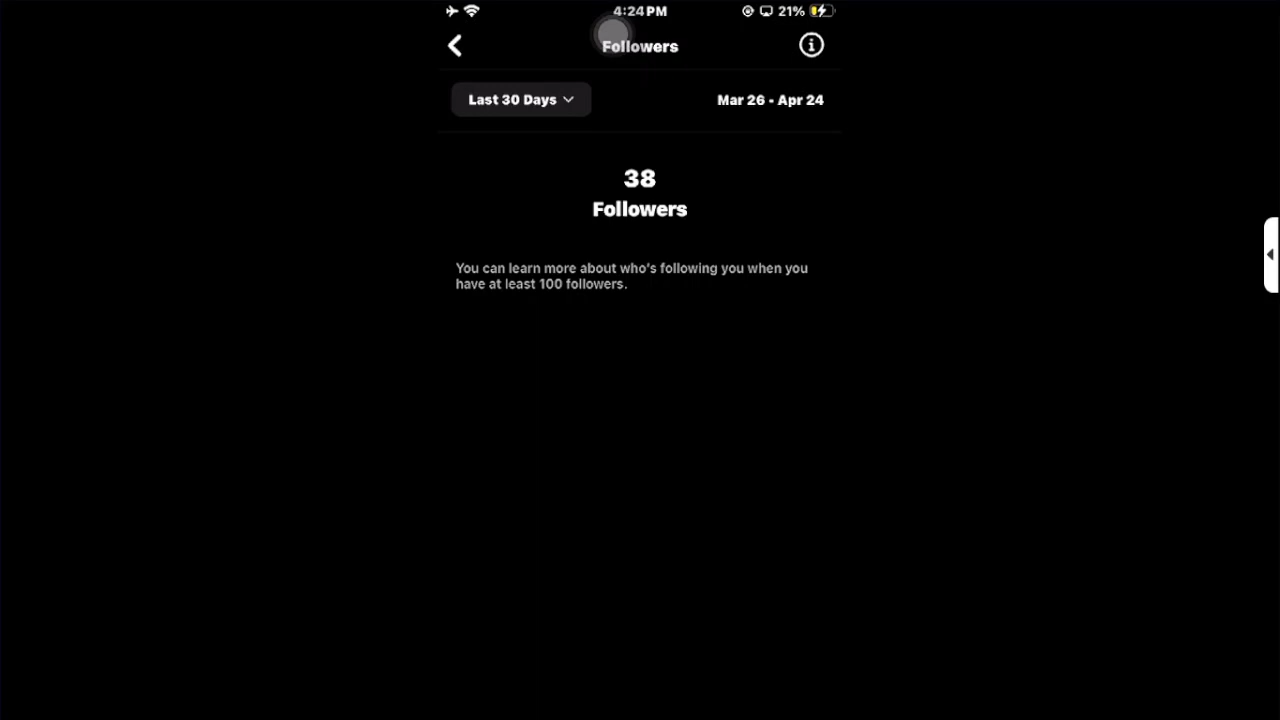 4:24 PM
21%
Followers
Last 30 Days
Mar 26 - Apr 24
38
Followers
You can learn more about who's following you when you
have at least 100 followers.